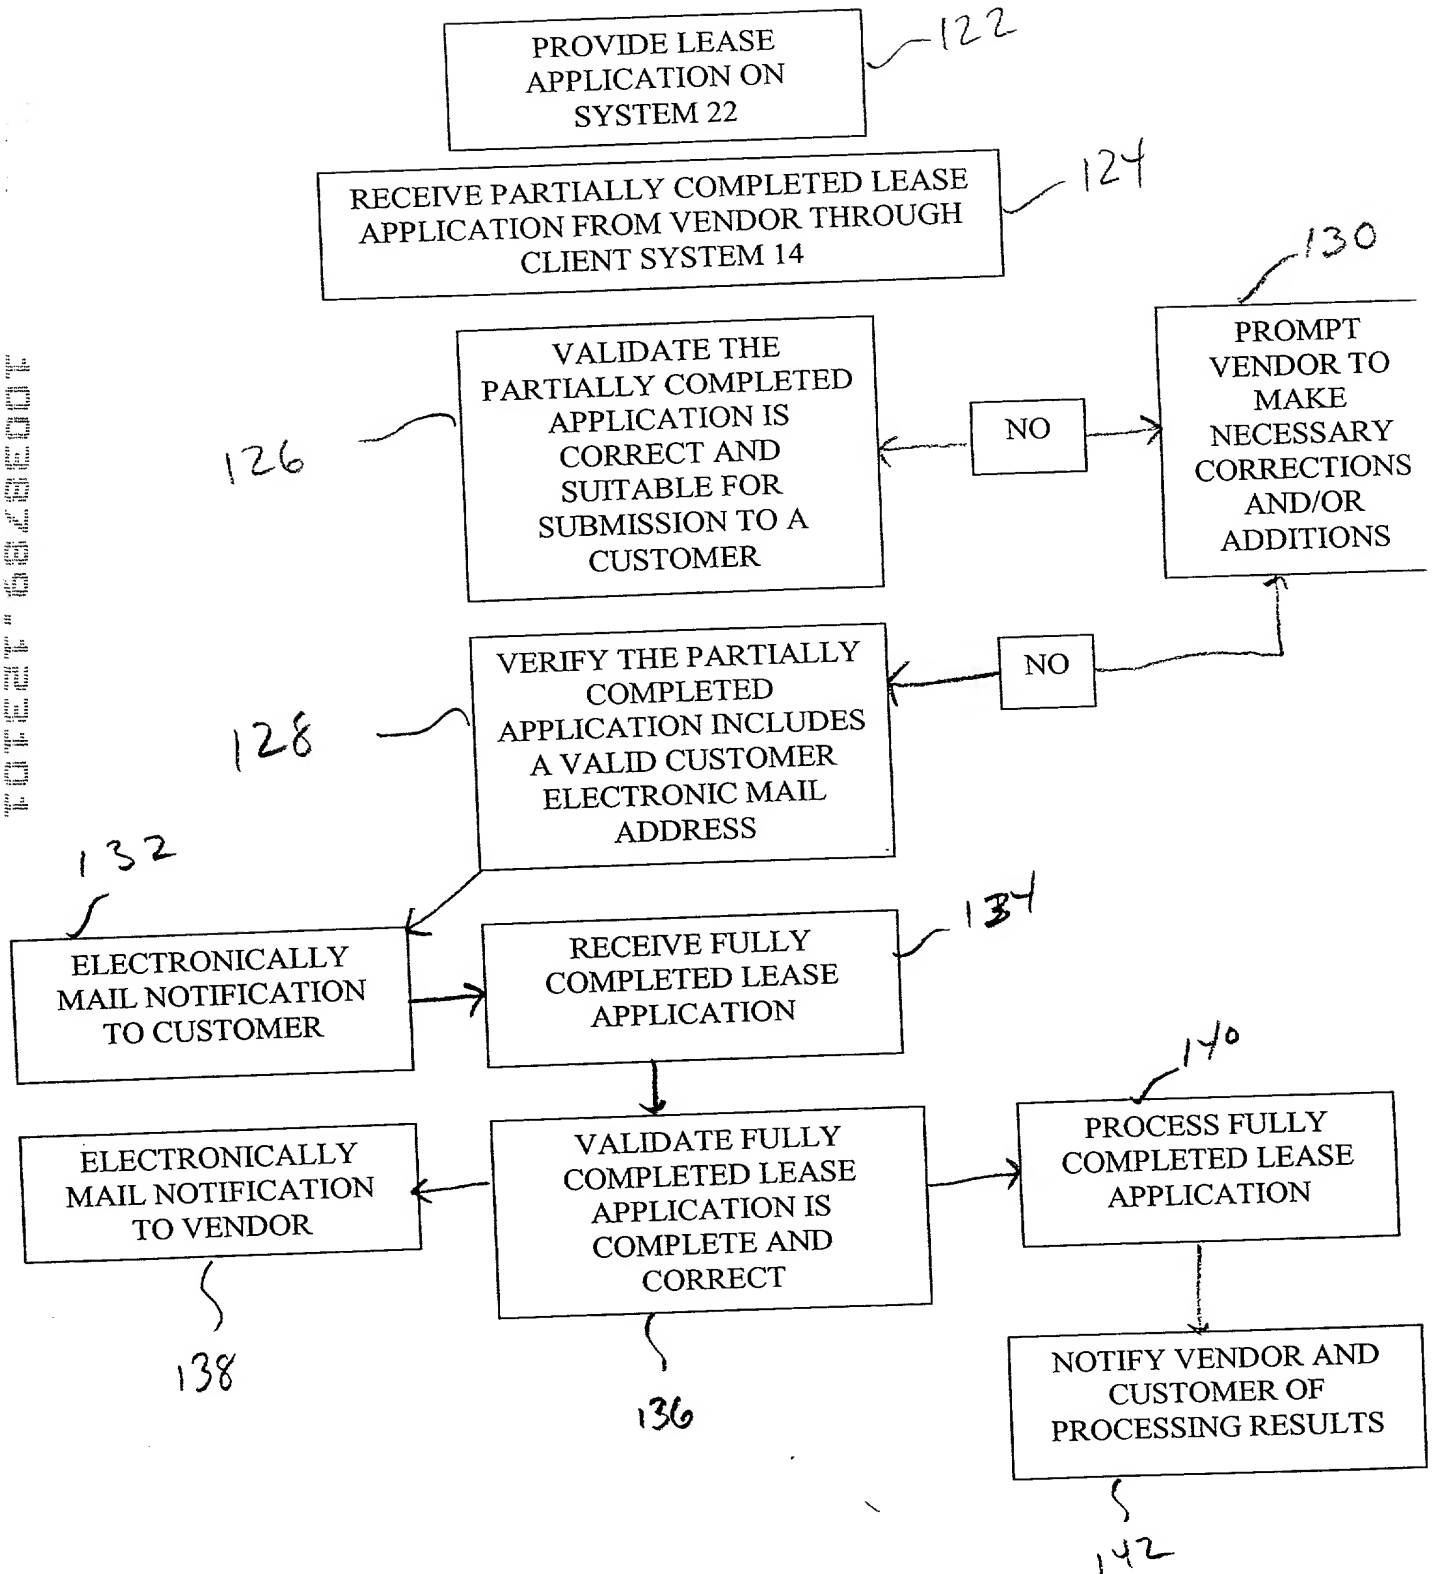 PROVIDE LEASE
APPLICATION ON
SYSTEM 22
122
RECEIVE PARTIALLY COMPLETED LEASE
APPLICATION FROM VENDOR THROUGH
CLIENT SYSTEM 14
124
130
VALIDATE THE
PARTIALLY COMPLETED
APPLICATION IS
CORRECT AND
SUITABLE FOR
SUBMISSION TO A
CUSTOMER
126
NO
PROMPT
VENDOR TO
MAKE
NECESSARY
CORRECTIONS
AND/OR
ADDITIONS
VERIFY THE PARTIALLY
COMPLETED
APPLICATION INCLUDES
A VALID CUSTOMER
ELECTRONIC MAIL
ADDRESS
128
NO
132
ELECTRONICALLY
MAIL NOTIFICATION
TO CUSTOMER
RECEIVE FULLY
COMPLETED LEASE
APPLICATION
134
ELECTRONICALLY
MAIL NOTIFICATION
TO VENDOR
138
VALIDATE FULLY
COMPLETED LEASE
APPLICATION IS
COMPLETE AND
CORRECT
136
140
PROCESS FULLY
COMPLETED LEASE
APPLICATION
NOTIFY VENDOR AND
CUSTOMER OF
PROCESSING RESULTS
142